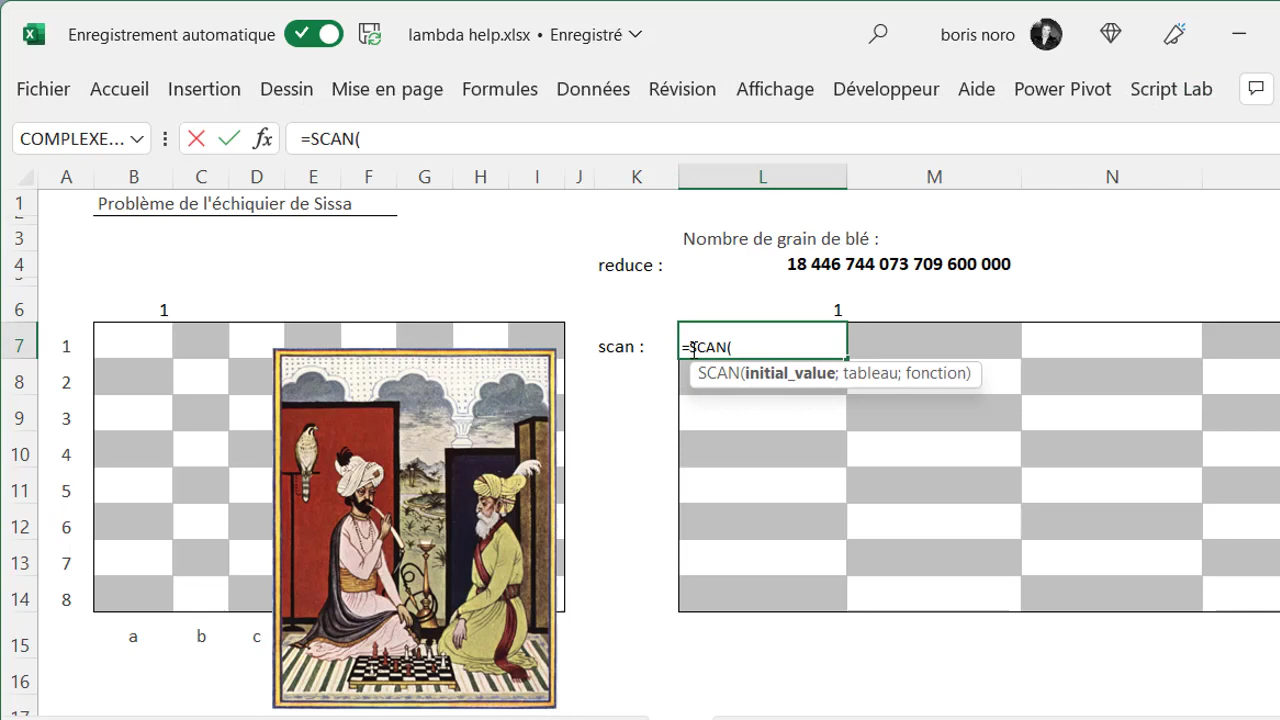 Enregistrement automatique lambda help.xlsx • Enregistré boris noro
Fichier Accueil Insertion Dessin Mise en page Formules Données Révision Affichage Développeur Aide Power Pivot Script Lab
COMPLEXE... fx =SCAN(
A B C D E F G H I J K L M N
1 Problème de l'échiquier de Sissa
3 Nombre de grain de blé :
4 reduce : 18 446 744 073 709 600 000
6 1 1
7 1 scan : =SCAN(
SCAN(initial_value; tableau; fonction)
8 2
9 3
10 4
11 5
12 6
13 7
14 8
15 a b c
16
17